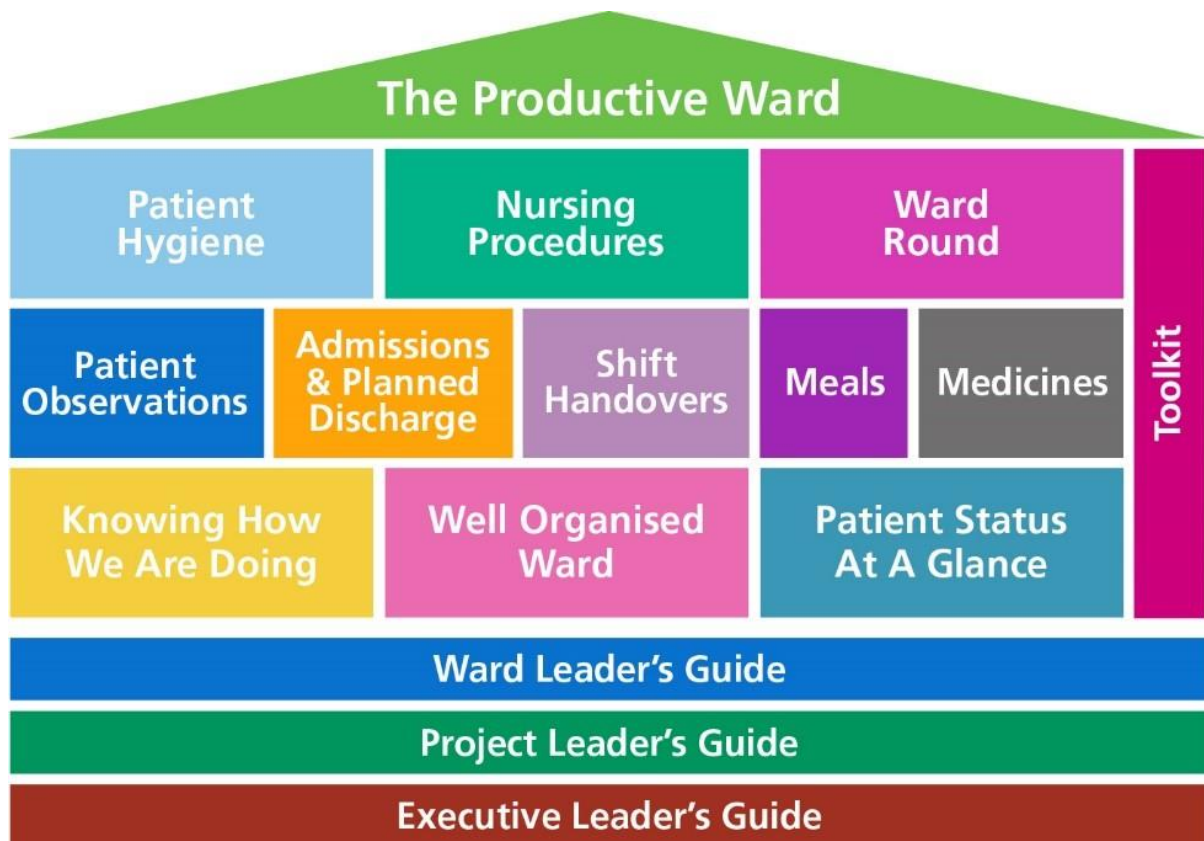 The Productive Ward
Patient
Hygiene
Nursing
Procedures
Ward
Round
Patient
Observations
Admissions
& Planned
Discharge
Shift
Handovers
Meals
Medicines
Toolkit
Knowing How
We Are Doing
Well Organised
Ward
Patient Status
At A Glance
Ward Leader's Guide
Project Leader's Guide
Executive Leader's Guide